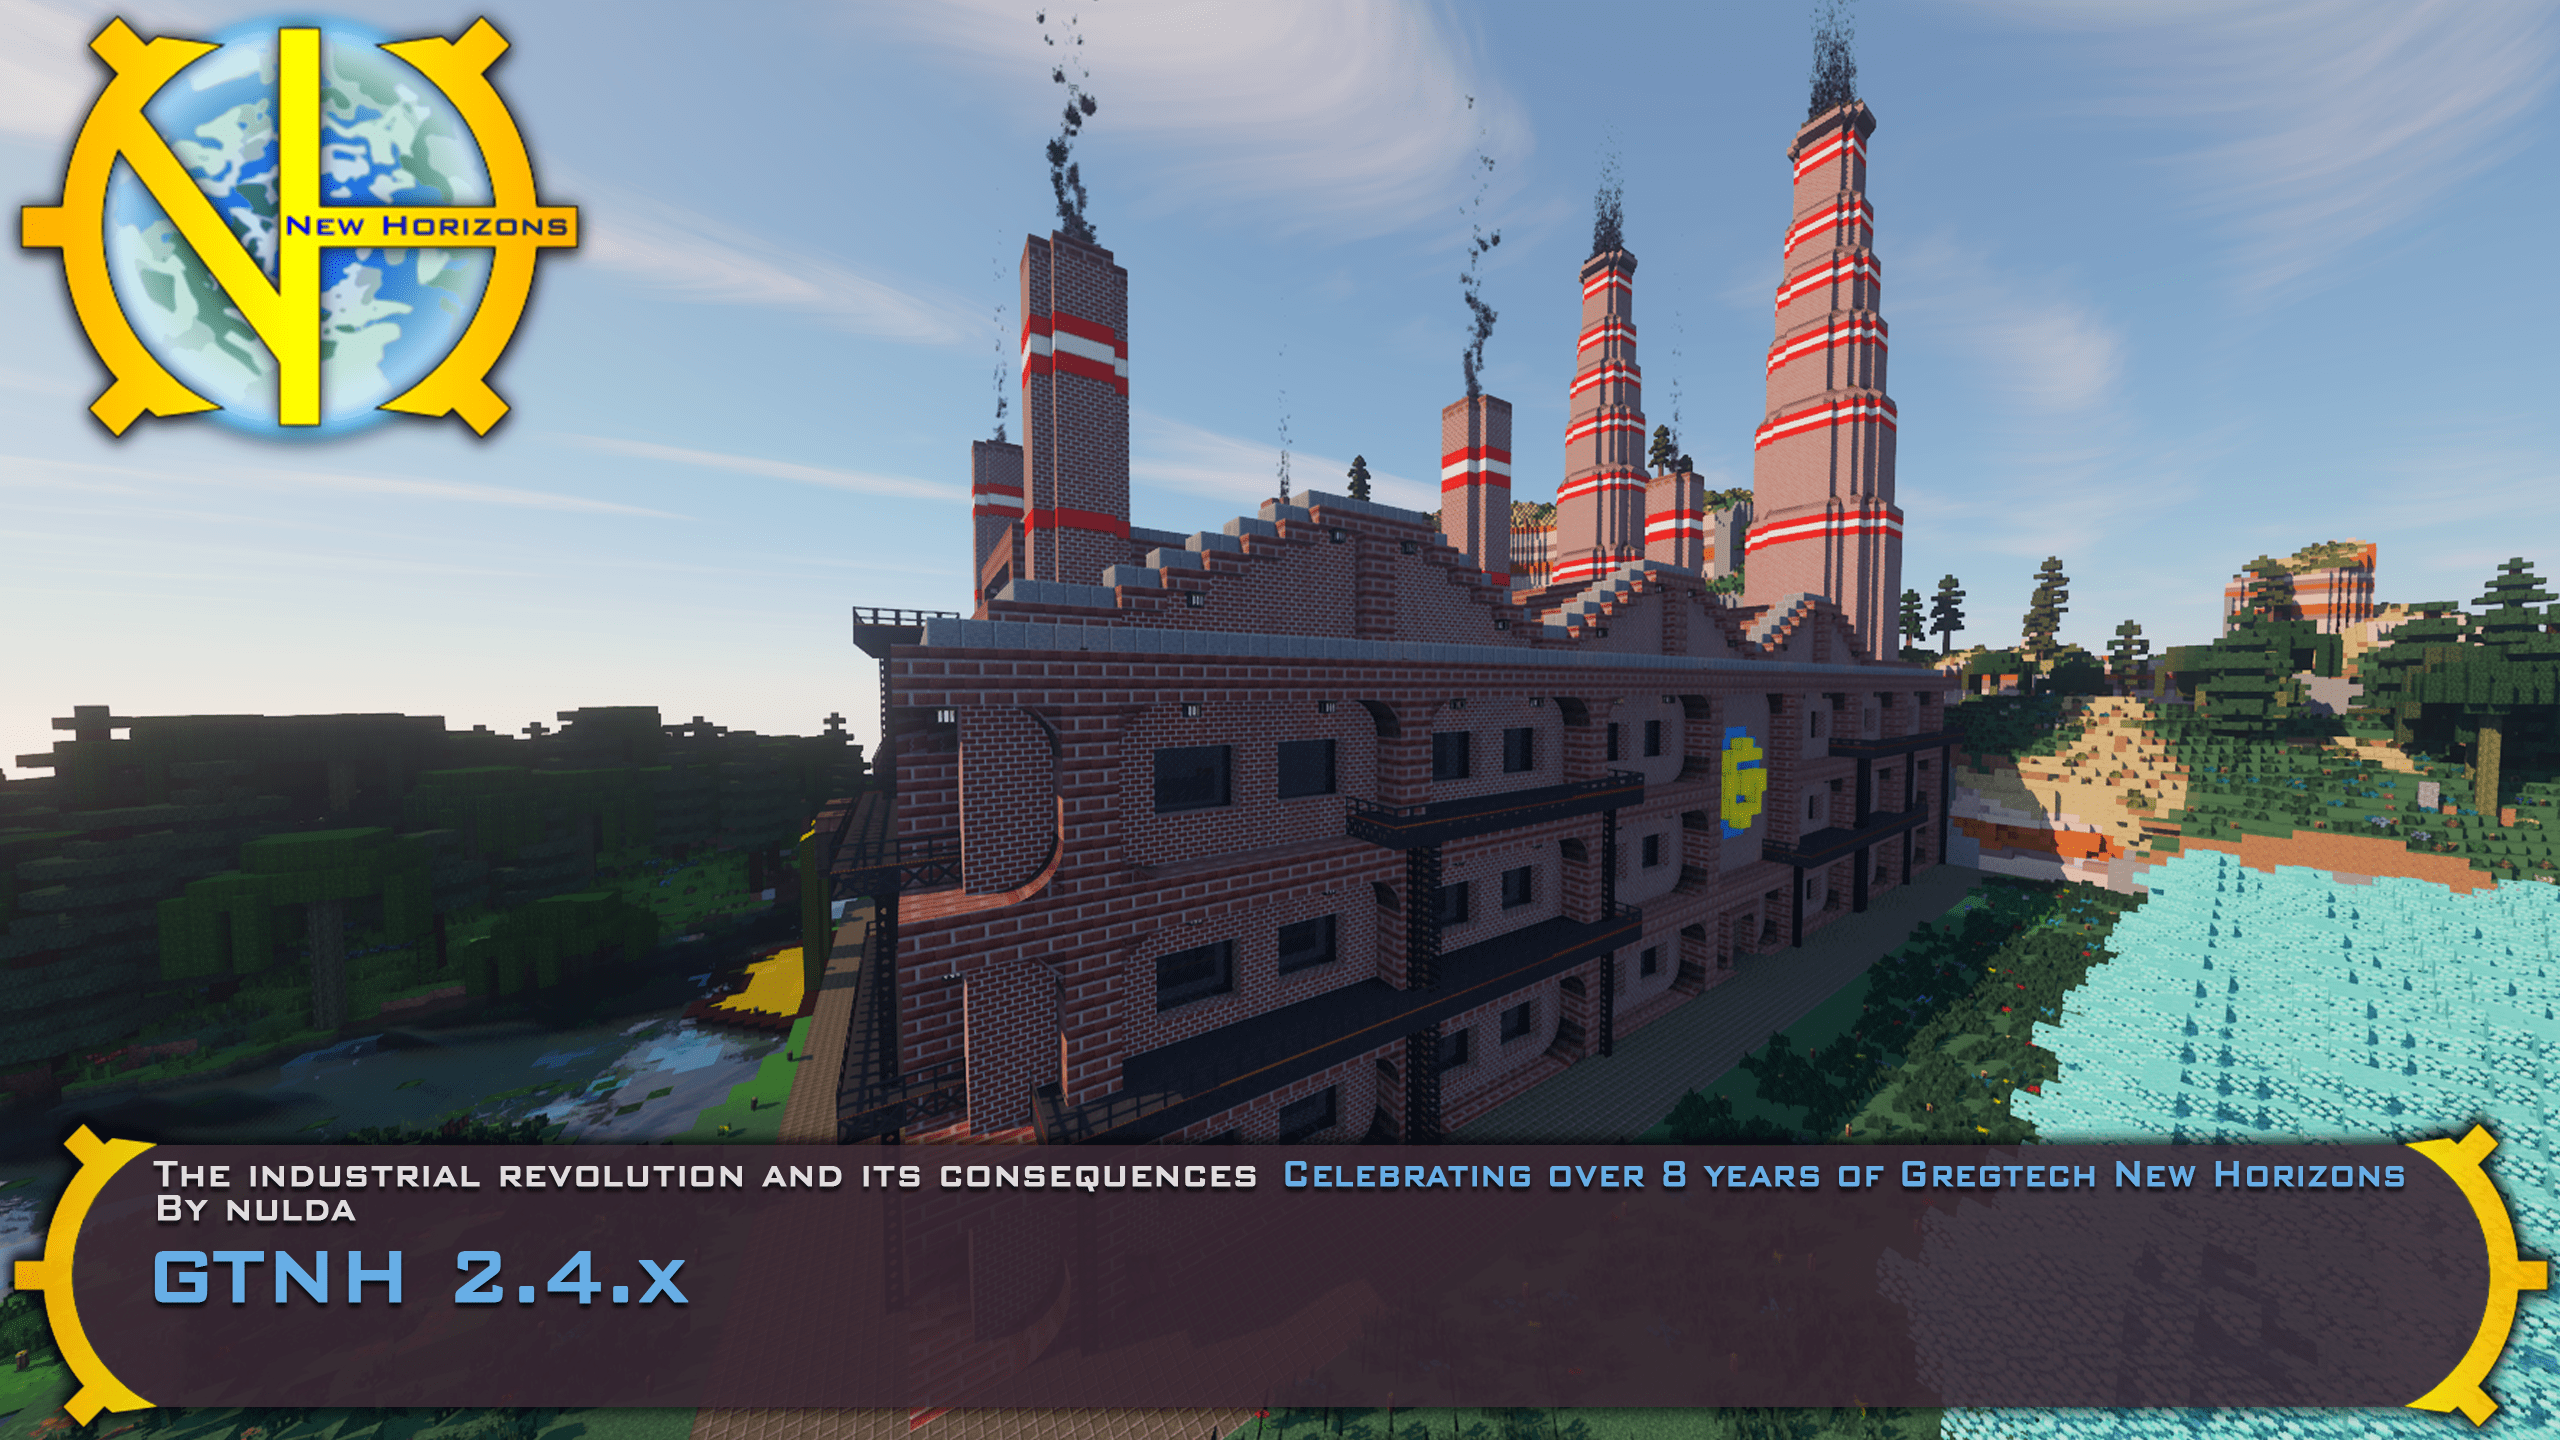 New Horizons
The industrial revolution and its consequences
By nulda
Celebrating over 8 years of Gregtech New Horizons
GTNH 2.4.x